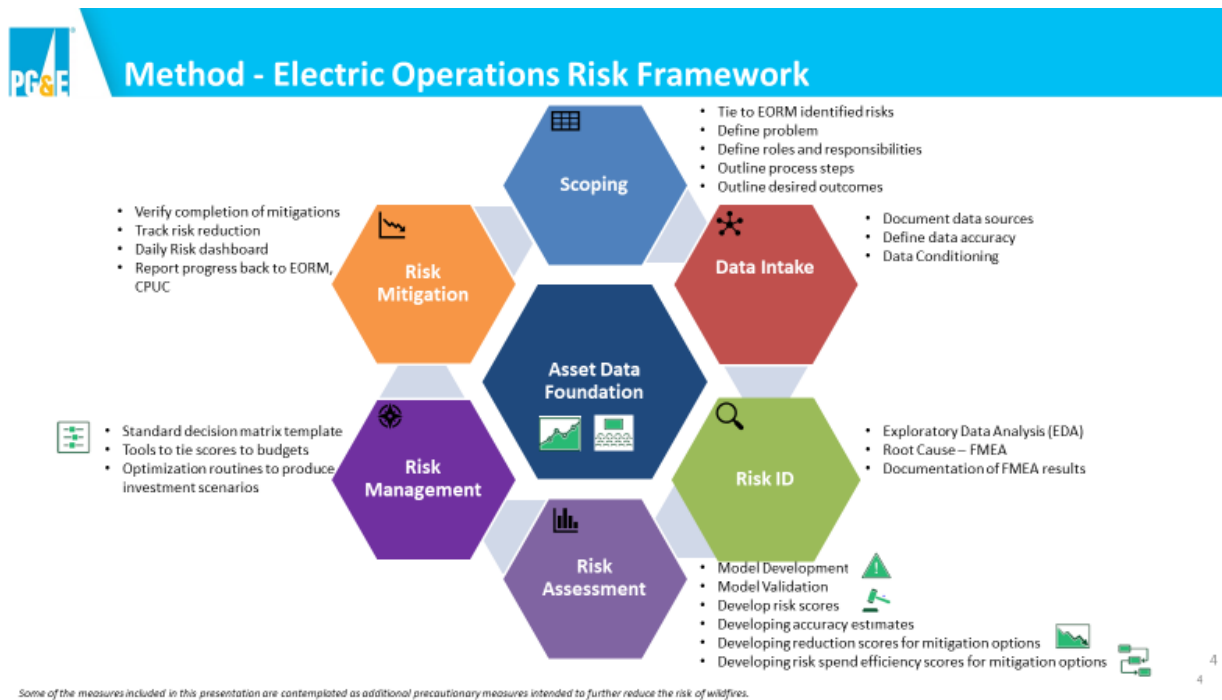 PG&E
Method - Electric Operations Risk Framework
Scoping
• Tie to EORM identified risks
• Define problem
• Define roles and responsibilities
• Outline process steps
• Outline desired outcomes
Data Intake
• Document data sources
• Define data accuracy
• Data Conditioning
Risk ID
• Exploratory Data Analysis (EDA)
• Root Cause – FMEA
• Documentation of FMEA results
Risk
Assessment
• Model Development
• Model Validation
• Develop risk scores
• Developing accuracy estimates
• Developing reduction scores for mitigation options
• Developing risk spend efficiency scores for mitigation options
Risk
Management
• Standard decision matrix template
• Tools to tie scores to budgets
• Optimization routines to produce
investment scenarios
Risk
Mitigation
• Verify completion of mitigations
• Track risk reduction
• Daily Risk dashboard
• Report progress back to EORM,
CPUC
Asset Data
Foundation
4
4
Some of the measures included in this presentation are contemplated as additional precautionary measures intended to further reduce the risk of wildfires.